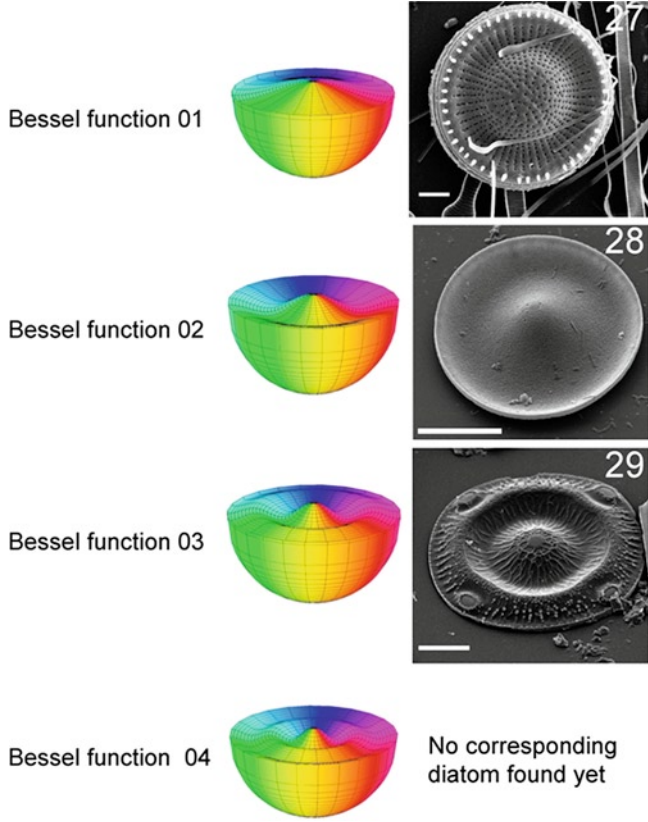 27
Bessel function 01
28
Bessel function 02
29
Bessel function 03
Bessel function 04
No corresponding
diatom found yet